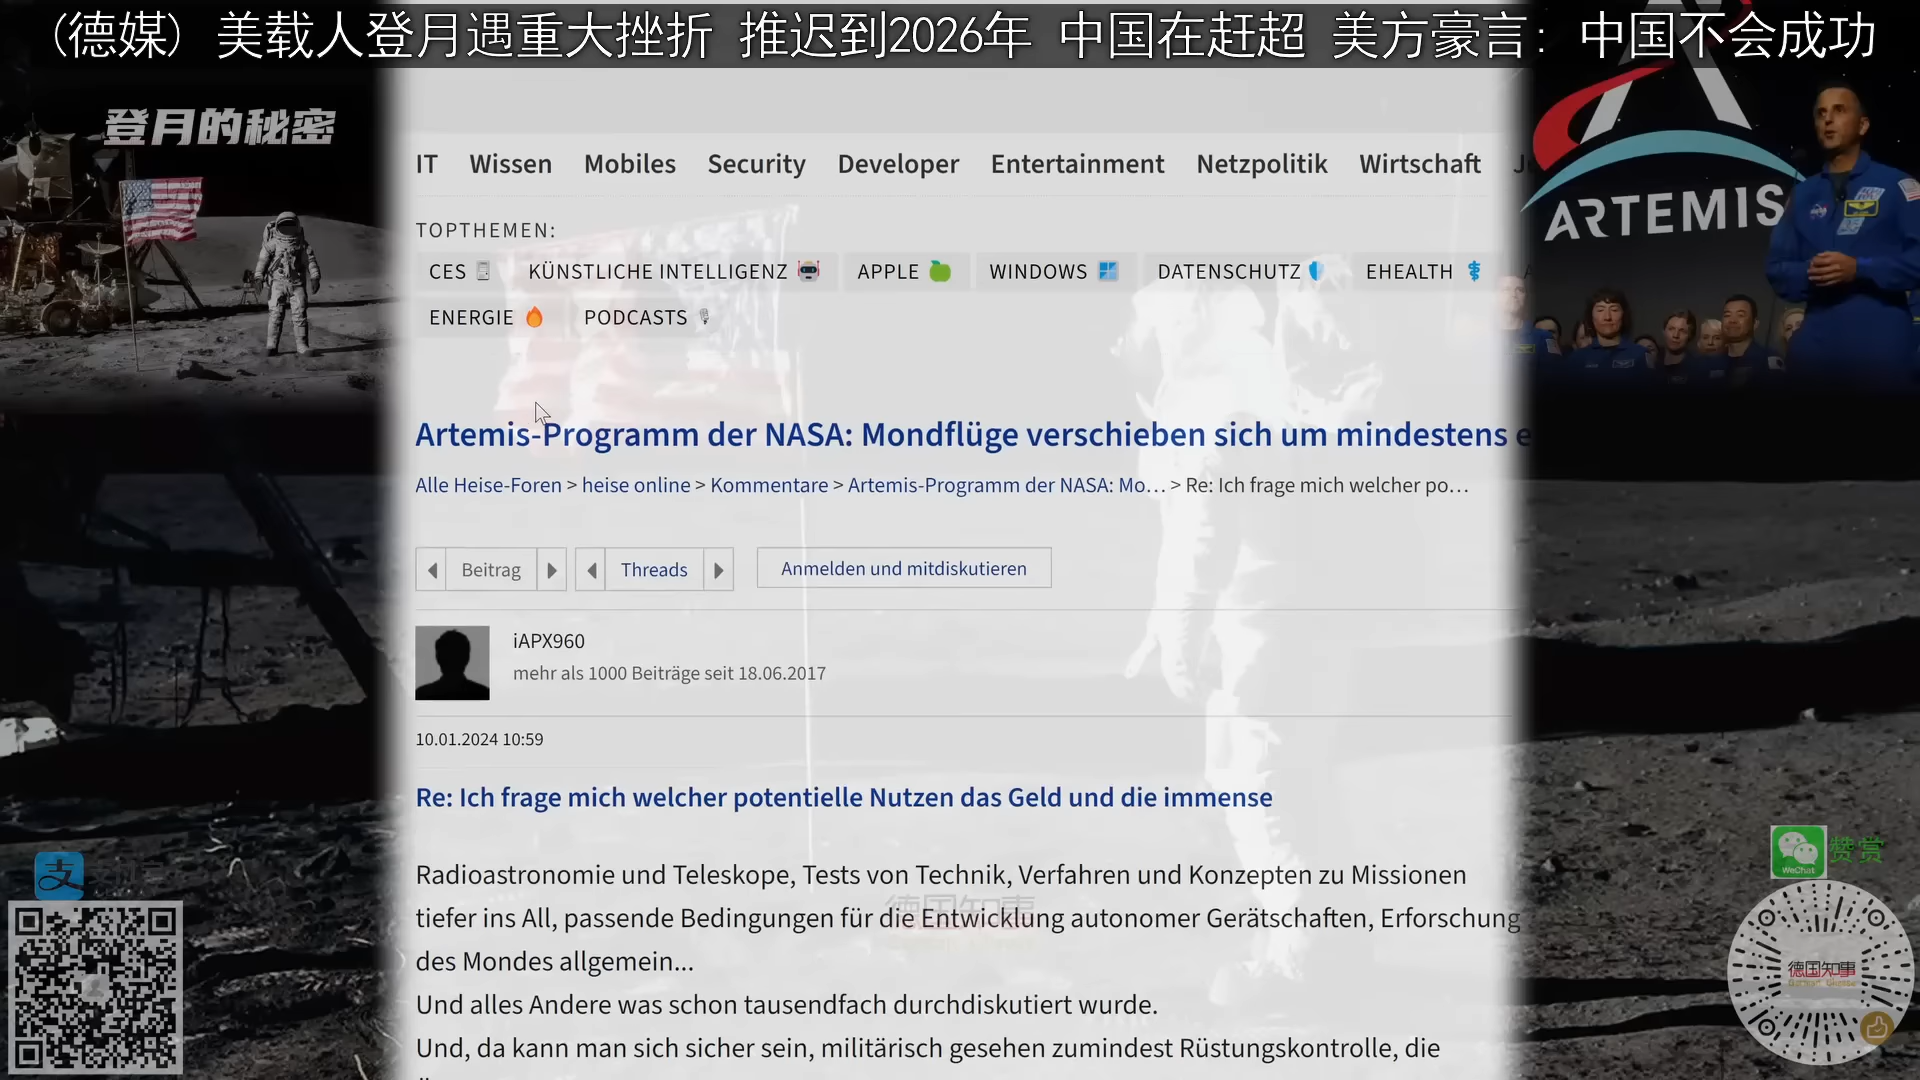 （德媒） 美载人登月遇重大挫折 推迟到2026年 中国在赶超 美方豪言： 中国不会成功
登月的秘密
ARTEMIS
IT Wissen Mobiles Security Developer Entertainment Netzpolitik Wirtschaft
TOPTHEMEN:
CES KÜNSTLICHE INTELLIGENZ APPLE WINDOWS DATENSCHUTZ EHEALTH
ENERGIE PODCASTS
Artemis-Programm der NASA: Mondflüge verschieben sich um mindestens e
Alle Heise-Foren > heise online > Kommentare > Artemis-Programm der NASA: Mo… > Re: Ich frage mich welcher po…
Beitrag Threads Anmelden und mitdiskutieren
iAPX960
mehr als 1000 Beiträge seit 18.06.2017
10.01.2024 10:59
Re: Ich frage mich welcher potentielle Nutzen das Geld und die immense
Radioastronomie und Teleskope, Tests von Technik, Verfahren und Konzepten zu Missionen
tiefer ins All, passende Bedingungen für die Entwicklung autonomer Gerätschaften, Erforschung
des Mondes allgemein...
Und alles Andere was schon tausendfach durchdiskutiert wurde.
Und, da kann man sich sicher sein, militärisch gesehen zumindest Rüstungskontrolle, die
德国知事
支
WeChat
赞赏
德国知事